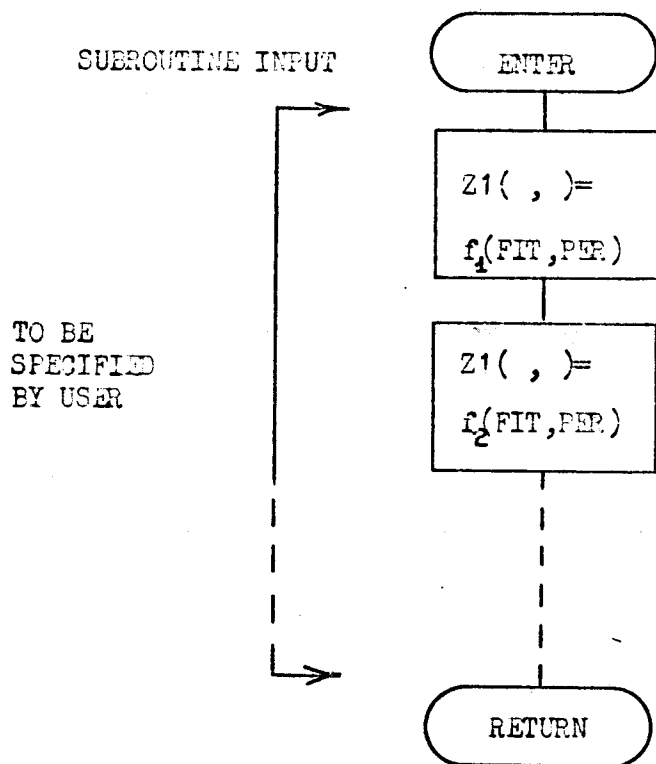 SUBROUTINE INPUT
ENTER
Z1( , )=
f1(FIT,PER)
TO BE
SPECIFIED
BY USER
Z1( , )=
f2(FIT,PER)
RETURN